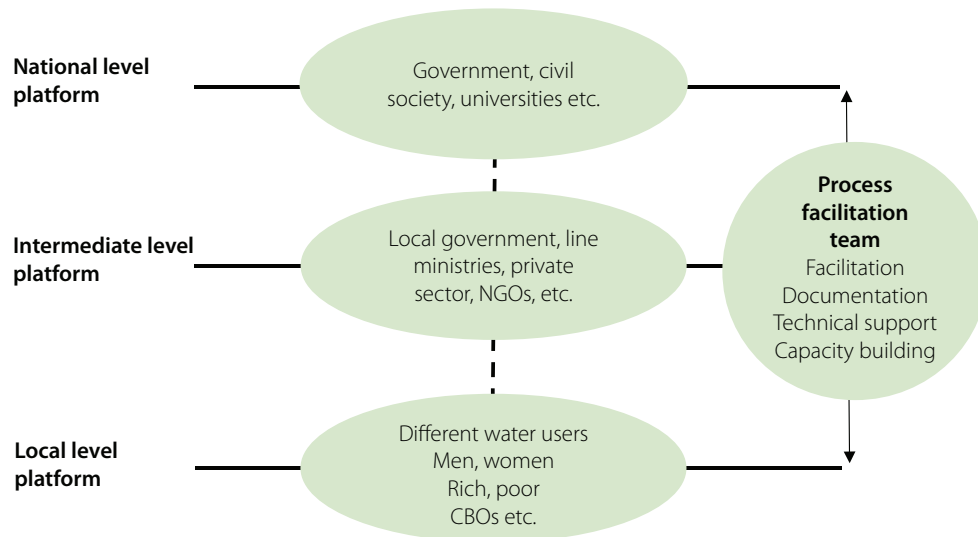 National level
platform
Government, civil
society, universities etc.
Intermediate level
platform
Local government, line
ministries, private
sector, NGOs, etc.
Process
facilitation
team
Facilitation
Documentation
Technical support
Capacity building
Local level
platform
Different water users
Men, women
Rich, poor
CBOs etc.